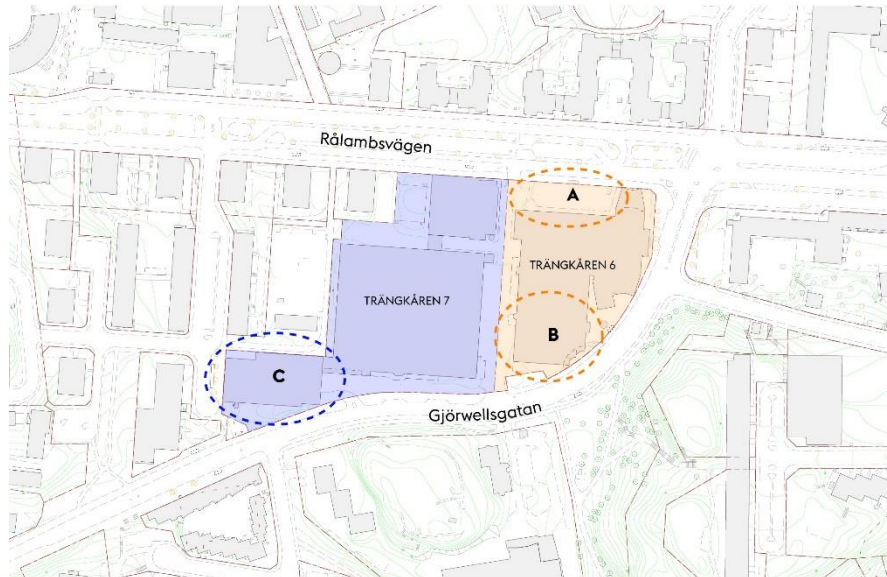 Rålambsvägen
A
TRÄNGKÅREN 6
TRÄNGKÅREN 7
B
C
Gjörwellsgatan